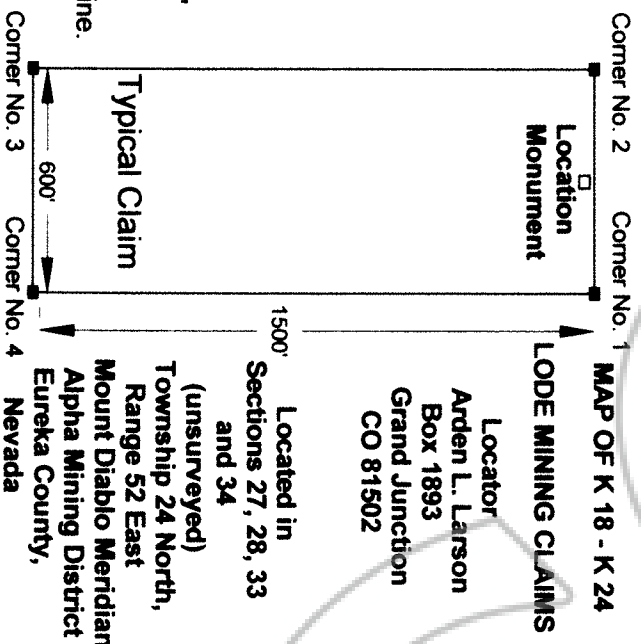 MAP OF K 18 - K 24
LODE MINING CLAIMS
Locator
Arden L. Larson
Box 1893
Grand Junction
CO 81502
Located in
Sections 27, 28, 33
and 34
(unsurveyed)
Township 24 North,
Range 52 East
Mount Diablo Meridian
Alpha Mining District
Eureka County,
Nevada
Corner No. 2
Corner No. 1
Location
Monument
1500'
Typical Claim
600'
Corner No. 3
Corner No. 4
ine.